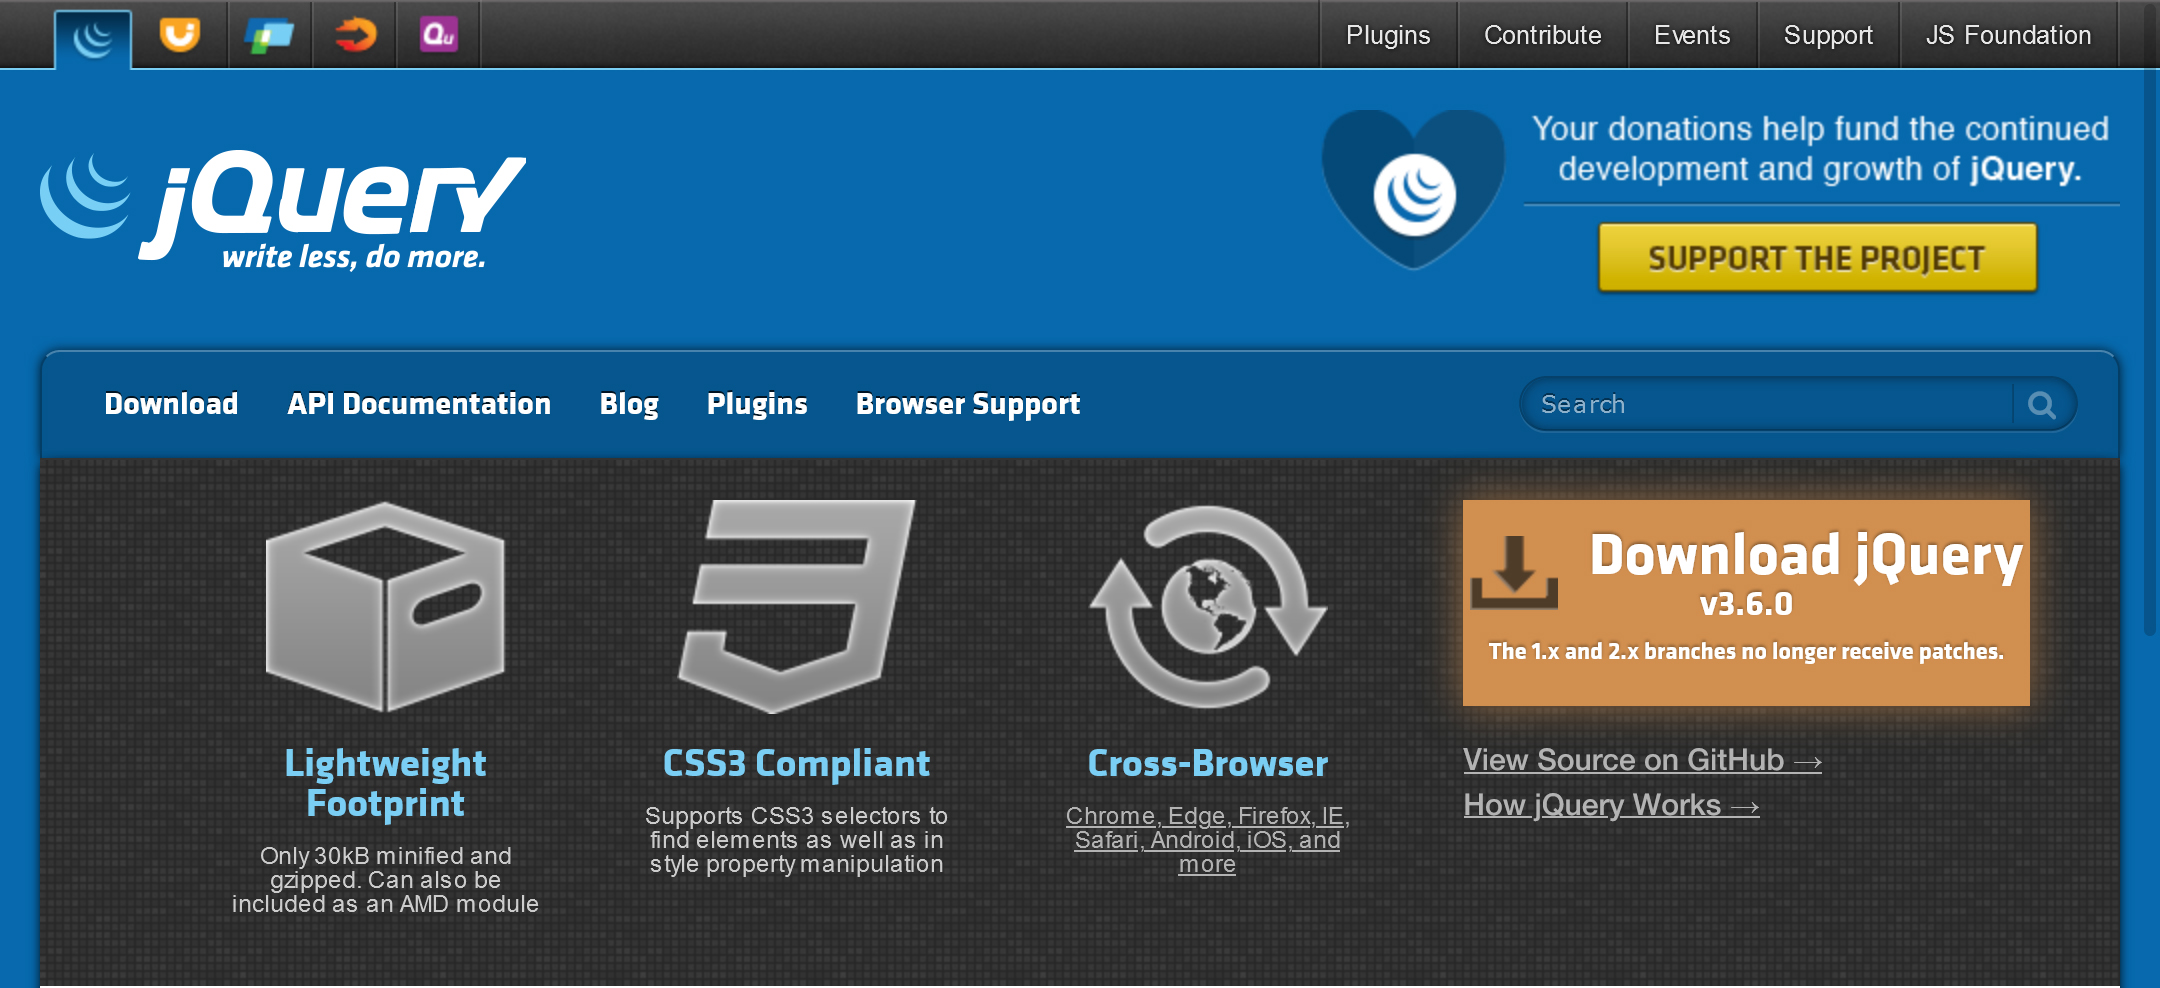 Qu
Plugins
Contribute
Events
Support
JS Foundation
jQuery
write less, do more.
Your donations help fund the continued
development and growth of jQuery.
SUPPORT THE PROJECT
Download
API Documentation
Blog
Plugins
Browser Support
Search
Lightweight
Footprint
Only 30kB minified and
gzipped. Can also be
included as an AMD module
CSS3 Compliant
Supports CSS3 selectors to
find elements as well as in
style property manipulation
Cross-Browser
Chrome, Edge, Firefox, IE,
Safari, Android, iOS, and
more
Download jQuery
v3.6.0
The 1.x and 2.x branches no longer receive patches.
View Source on GitHub →
How jQuery Works →